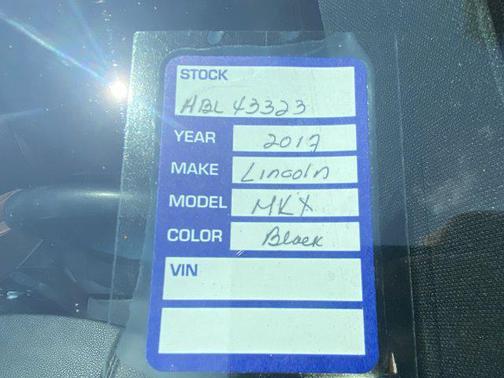 STOCK
HBL 43323
YEAR 2017
MAKE Lincoln
MODEL MKX
COLOR Black
VIN